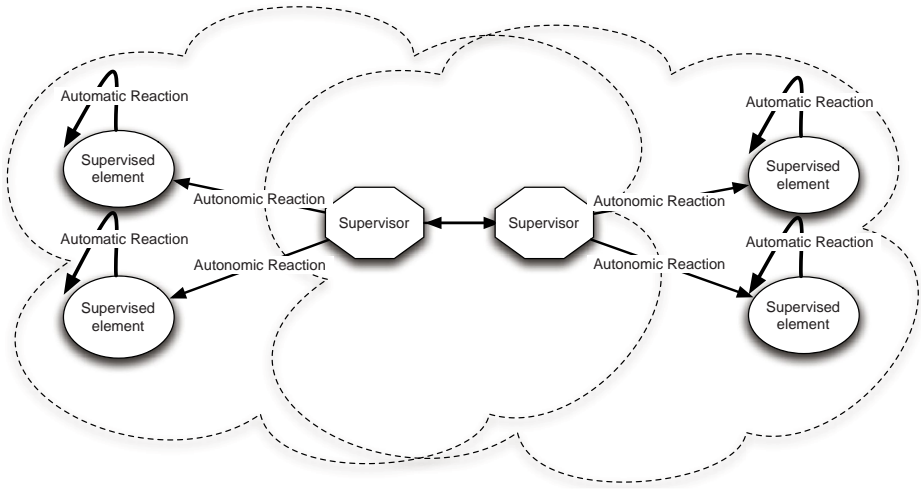 Automatic Reaction
Automatic Reaction
Supervised
element
Supervised
element
Autonomic Reaction
Autonomic Reaction
Supervisor
Supervisor
Automatic Reaction
Automatic Reaction
Supervised
element
Supervised
element
Autonomic Reaction
Autonomic Reaction